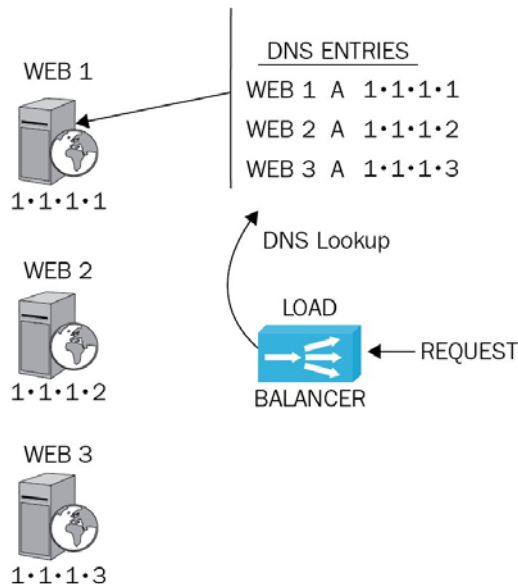 WEB 1
1•1•1•1
WEB 2
1•1•1•2
WEB 3
1•1•1•3
DNS ENTRIES
WEB 1 A 1•1•1•1
WEB 2 A 1•1•1•2
WEB 3 A 1•1•1•3
DNS Lookup
LOAD
BALANCER
REQUEST